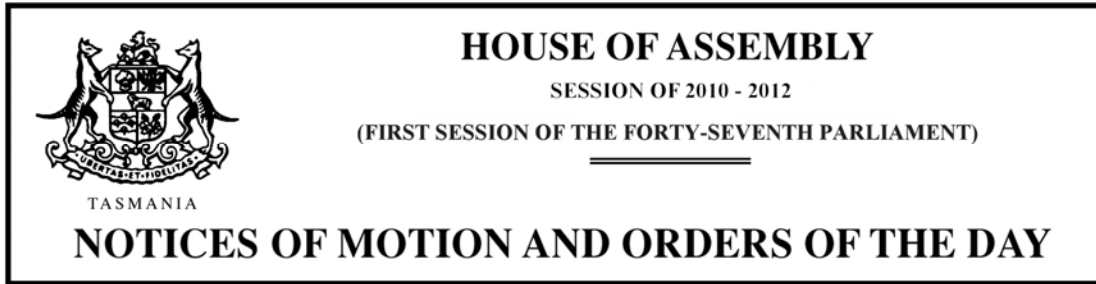 HOUSE OF ASSEMBLY
SESSION OF 2010 - 2012
(FIRST SESSION OF THE FORTY-SEVENTH PARLIAMENT)
·UBERTAS·ET·FIDELITAS·
TASMANIA
NOTICES OF MOTION AND ORDERS OF THE DAY